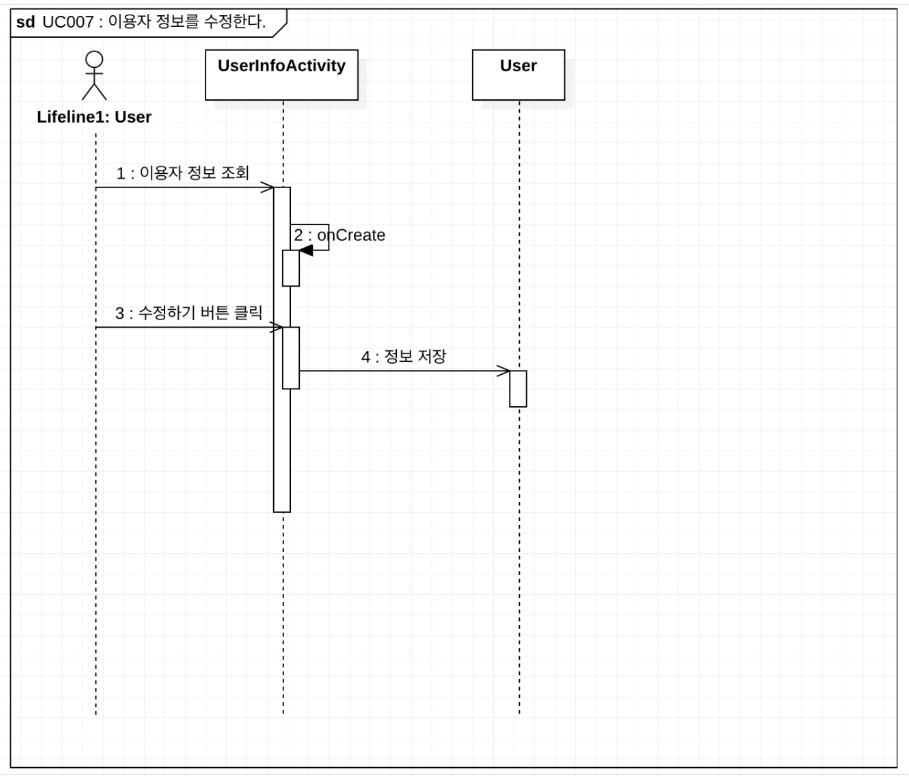 sd UC007 : 이용자 정보를 수정한다.
UserInfoActivity
User
Lifeline1: User
1 : 이용자 정보 조회
2 : onCreate
3 : 수정하기 버튼 클릭
4 : 정보 저장